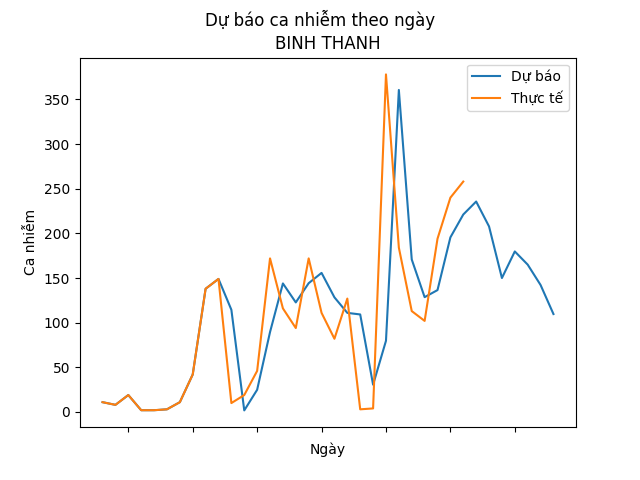 Dự báo ca nhiễm theo ngày
BINH THANH
Dự báo
Thực tế
350
300
250
200
150
100
50
0
Ca nhiễm
Ngày